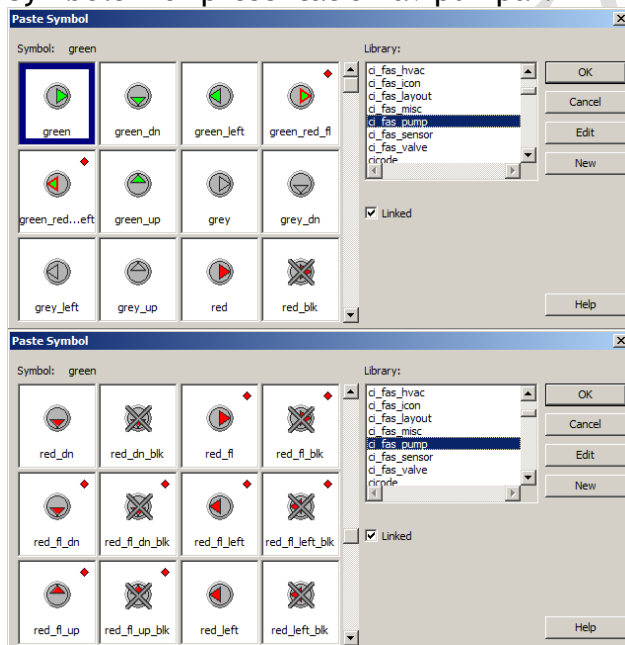 Paste Symbol
Symbol: green
Library:
green
green_dn
green_left
green_red_fl
green_red...eft
green_up
grey
grey_dn
grey_left
grey_up
red
red_blk
ci_fas_hvac
ci_fas_icon
ci_fas_layout
ci_fas_misc
ci_fas_pump
ci_fas_sensor
ci_fas_valve
cicode
Linked
OK
Cancel
Edit
New
Help
Paste Symbol
Symbol: green
Library:
red_dn
red_dn_blk
red_fl
red_fl_blk
red_fl_dn
red_fl_dn_blk
red_fl_left
red_fl_left_blk
red_fl_up
red_fl_up_blk
red_left
red_left_blk
ci_fas_hvac
ci_fas_icon
ci_fas_layout
ci_fas_misc
ci_fas_pump
ci_fas_sensor
ci_fas_valve
cicode
Linked
OK
Cancel
Edit
New
Help